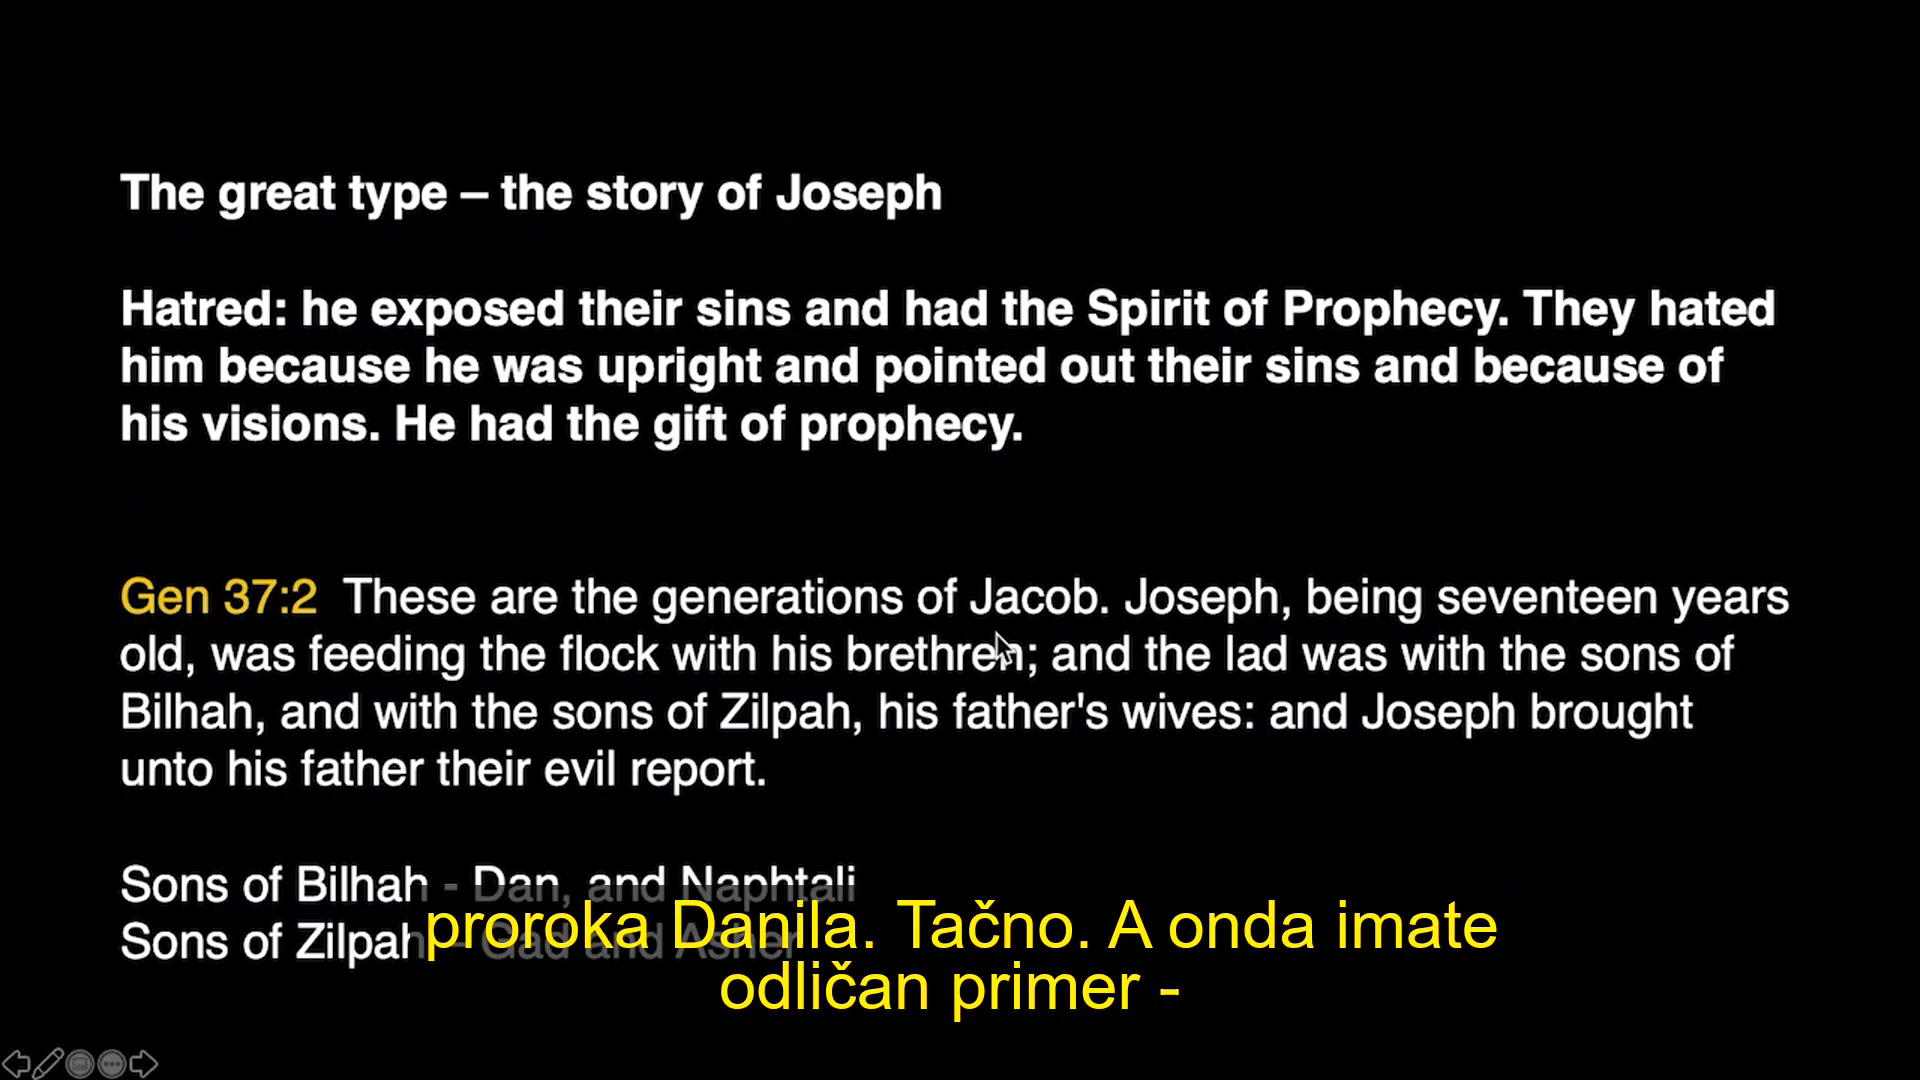 The great type – the story of Joseph
Hatred: he exposed their sins and had the Spirit of Prophecy. They hated
him because he was upright and pointed out their sins and because of
his visions. He had the gift of prophecy.
Gen 37:2 These are the generations of Jacob. Joseph, being seventeen years
old, was feeding the flock with his brethren; and the lad was with the sons of
Bilhah, and with the sons of Zilpah, his father's wives: and Joseph brought
unto his father their evil report.
Sons of Bilhah - Dan, and Naphtali
Sons of Zilpah - Gad and Asher
proroka Danila. Tačno. A onda imate
odličan primer -